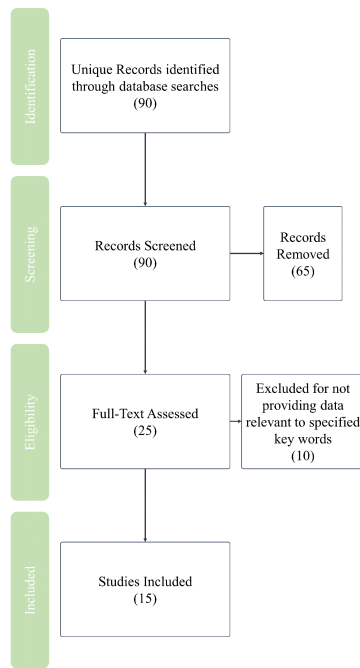 Identification
Unique Records identified
through database searches
(90)
Screening
Records Screened
(90)
Records
Removed
(65)
Eligibility
Full-Text Assessed
(25)
Excluded for not
providing data
relevant to specified
key words
(10)
Included
Studies Included
(15)